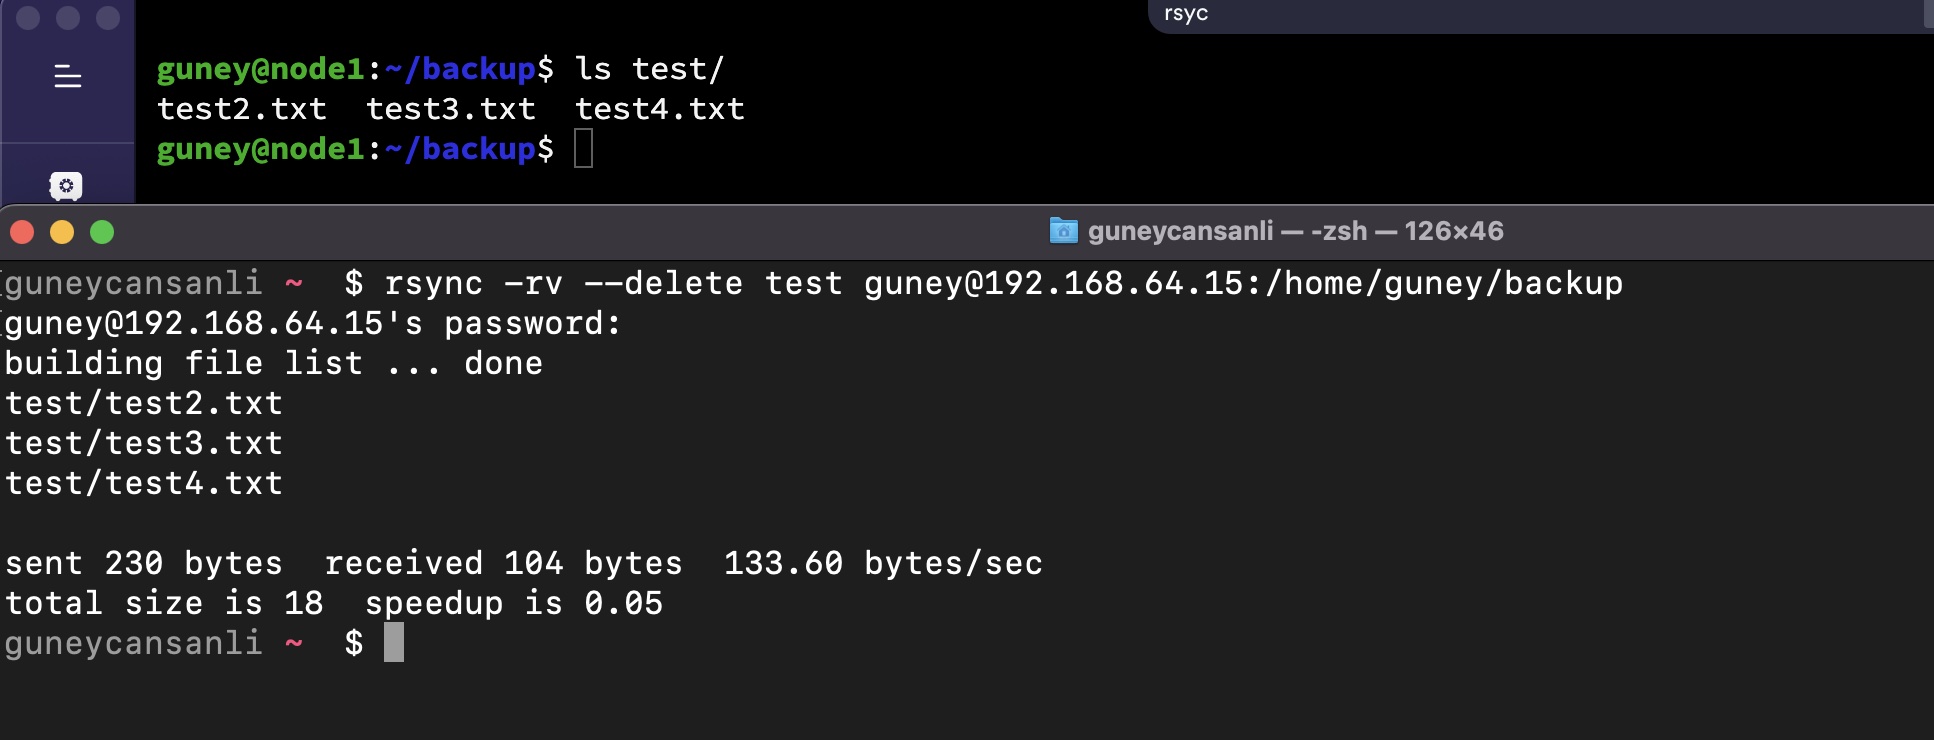 rsyc
guney@node1:~/backup$ ls test/
test2.txt  test3.txt  test4.txt
guney@node1:~/backup$
guneycansanli — -zsh — 126×46
guneycansanli ~  $ rsync -rv --delete test guney@192.168.64.15:/home/guney/backup
guney@192.168.64.15's password:
building file list ... done
test/test2.txt
test/test3.txt
test/test4.txt
sent 230 bytes  received 104 bytes  133.60 bytes/sec
total size is 18  speedup is 0.05
guneycansanli ~  $